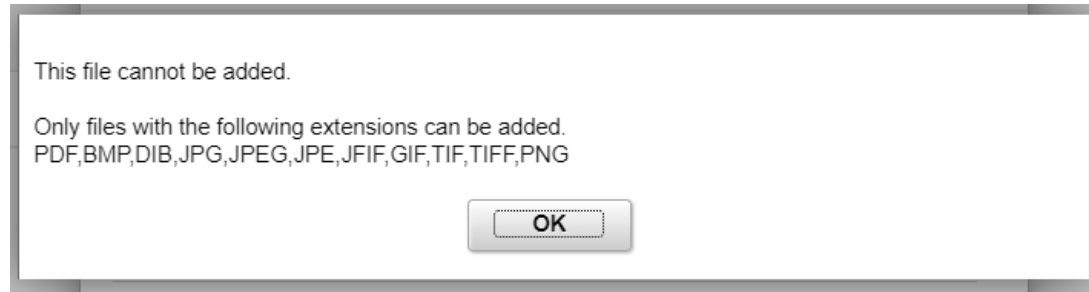 This file cannot be added.
Only files with the following extensions can be added.
PDF,BMP,DIB,JPG,JPEG,JPE,JFIF,GIF,TIF,TIFF,PNG
OK